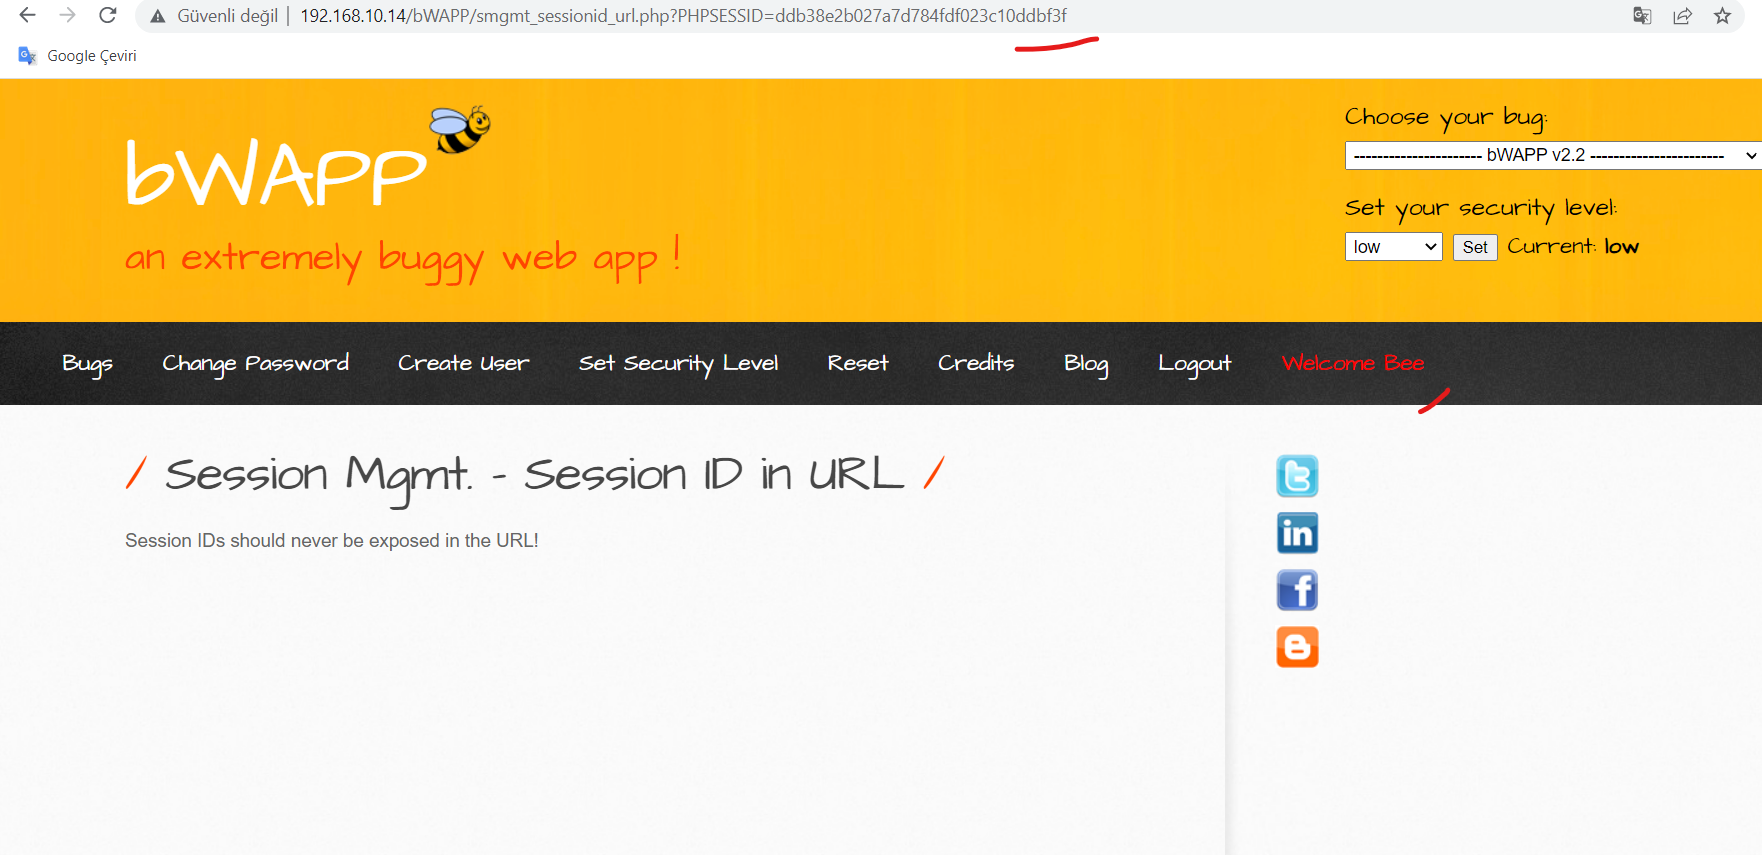 Güvenli değil | 192.168.10.14/bWAPP/smgmt_sessionid_url.php?PHPSESSID=ddb38e2b027a7d784fdf023c10ddbf3f
Google Çeviri
bWAPP
an extremely buggy web app !
Choose your bug:
---------------------- bWAPP v2.2 -----------------------
Set your security level:
low Set Current: low
Bugs Change Password Create User Set Security Level Reset Credits Blog Logout Welcome Bee
/ Session Mgmt. - Session ID in URL /
Session IDs should never be exposed in the URL!